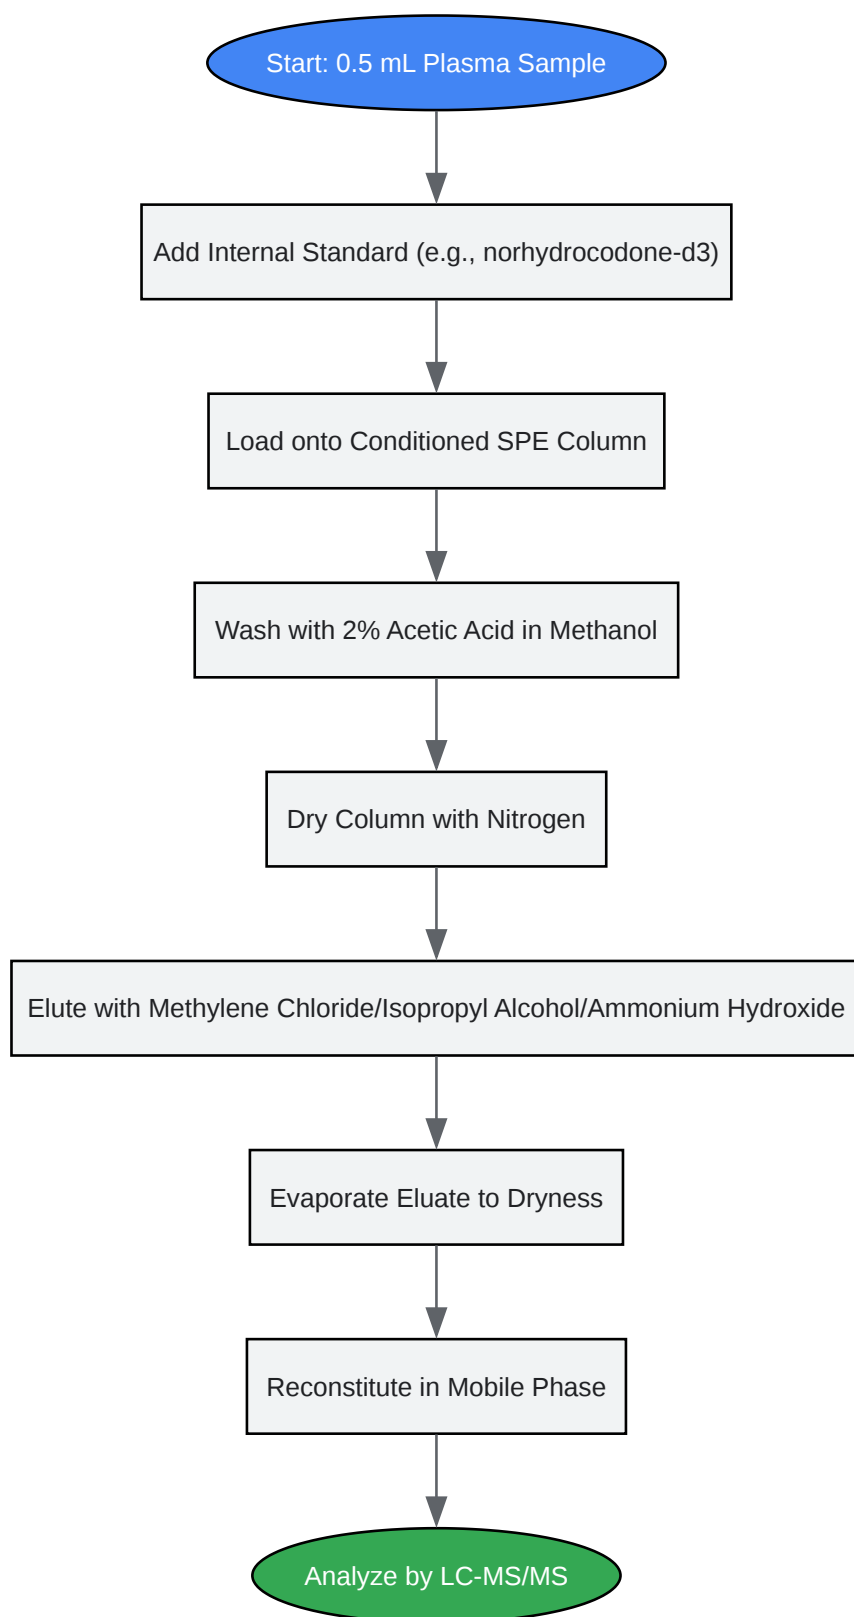 Start: 0.5 mL Plasma Sample
Add Internal Standard (e.g., norhydrocodone-d3)
Load onto Conditioned SPE Column
Wash with 2% Acetic Acid in Methanol
Dry Column with Nitrogen
Elute with Methylene Chloride/Isopropyl Alcohol/Ammonium Hydroxide
Evaporate Eluate to Dryness
Reconstitute in Mobile Phase
Analyze by LC-MS/MS